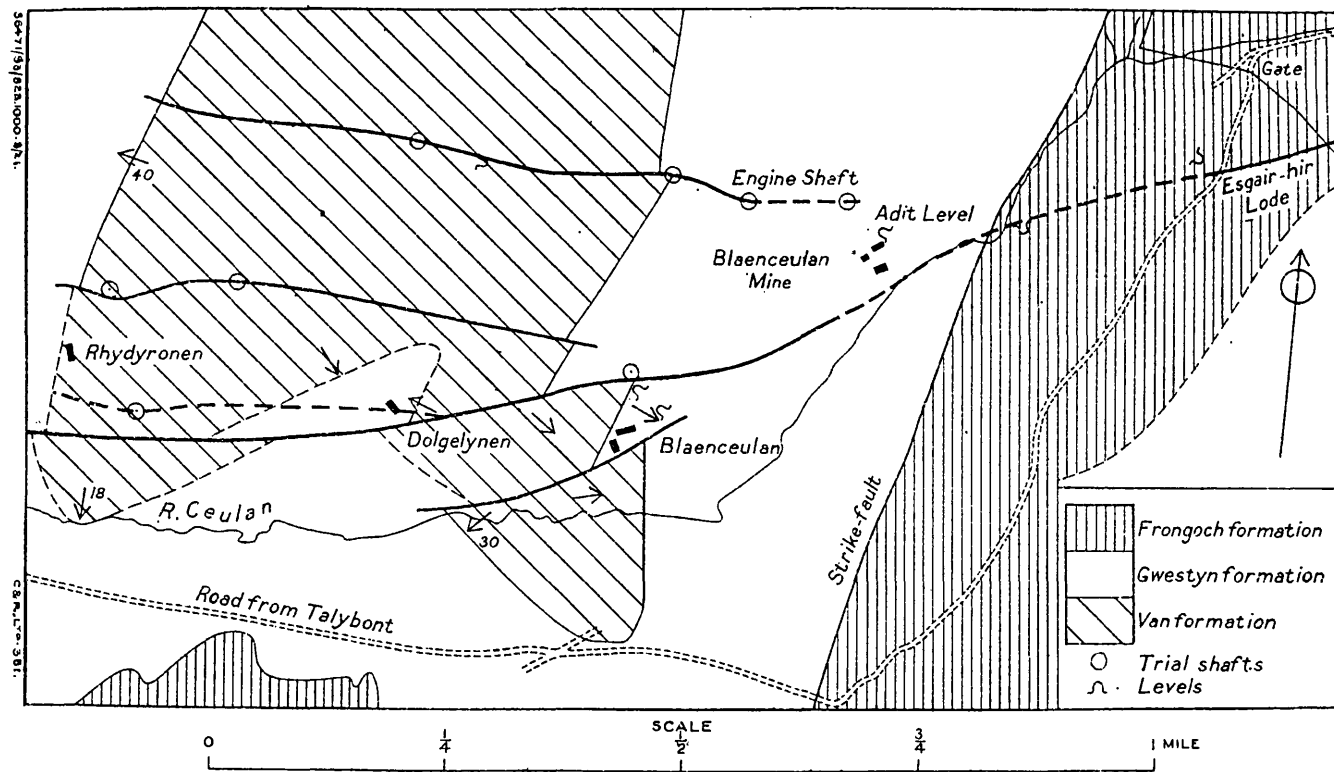 Gate
40
Engine Shaft
Esgair-hir
Lode
Adit Level
Blaenceulan
Mine
Rhydyronen
Dolgelynen
Blaenceulan
18
R. Ceulan
30
Strike-fault
Road from Talybont
Frongoch formation
Gwestyn formation
Van formation
Trial shafts
Levels
SCALE
0 1/4 1/2 3/4 1 MILE